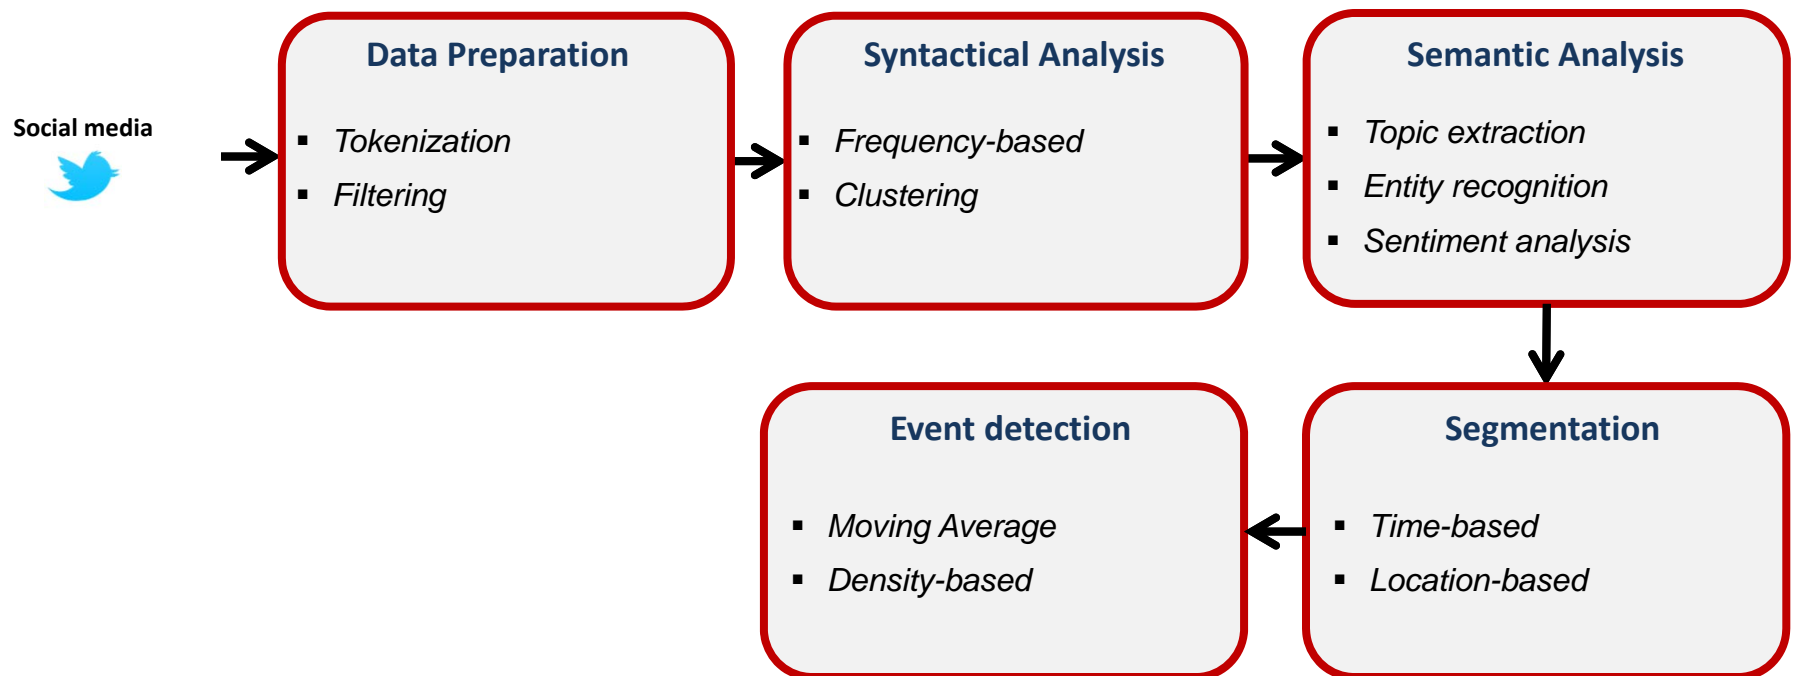 Social media
Data Preparation
▪ Tokenization
▪ Filtering
Syntactical Analysis
▪ Frequency-based
▪ Clustering
Semantic Analysis
▪ Topic extraction
▪ Entity recognition
▪ Sentiment analysis
Segmentation
▪ Time-based
▪ Location-based
Event detection
▪ Moving Average
▪ Density-based